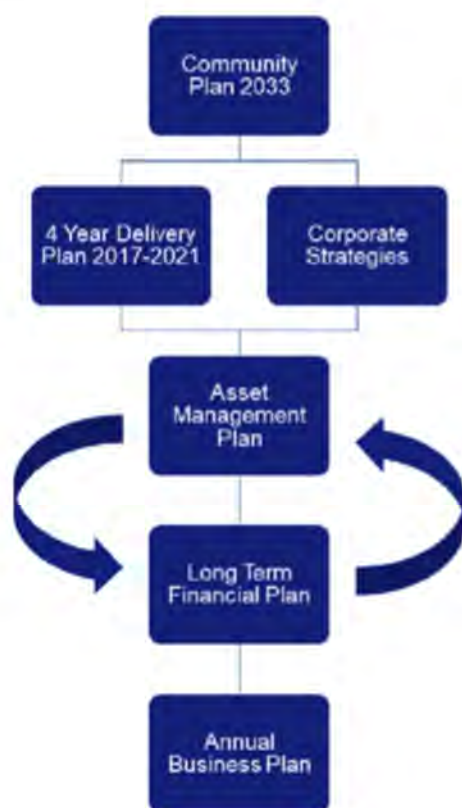 Community
Plan 2033
4 Year Delivery
Plan 2017-2021
Corporate
Strategies
Asset
Management
Plan
Long Term
Financial Plan
Annual
Business Plan